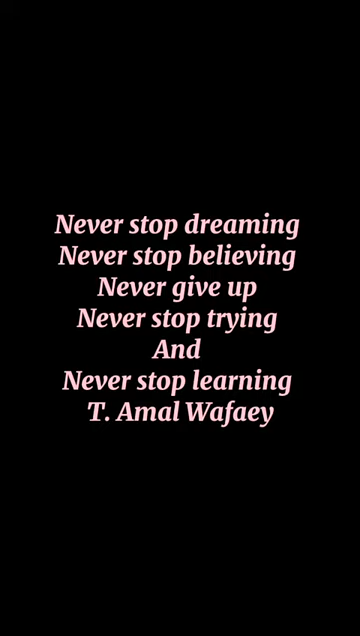 Never stop dreaming
Never stop believing
Never give up
Never stop trying
And
Never stop learning
T. Amal Wafaey